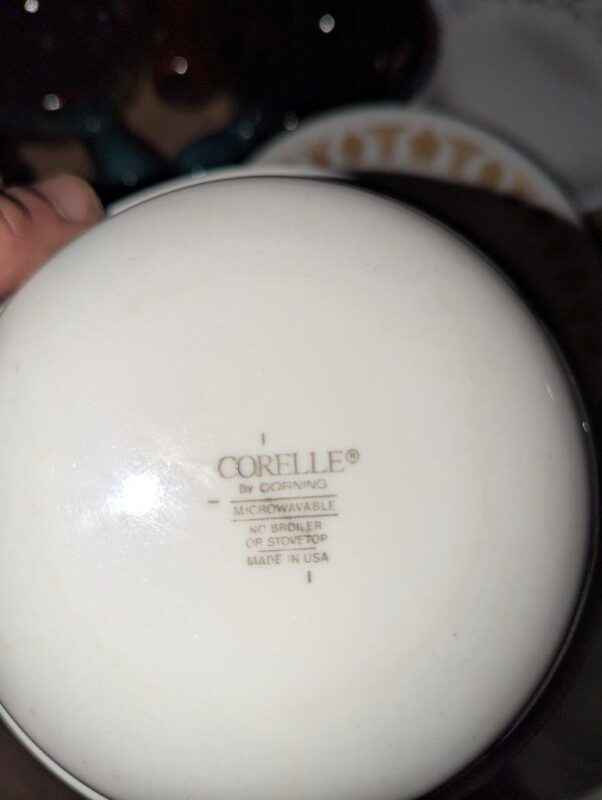 CORELLE®
BY CORNING
MICROWAVABLE
NO BROILER
OR STOVETOP
MADE IN USA